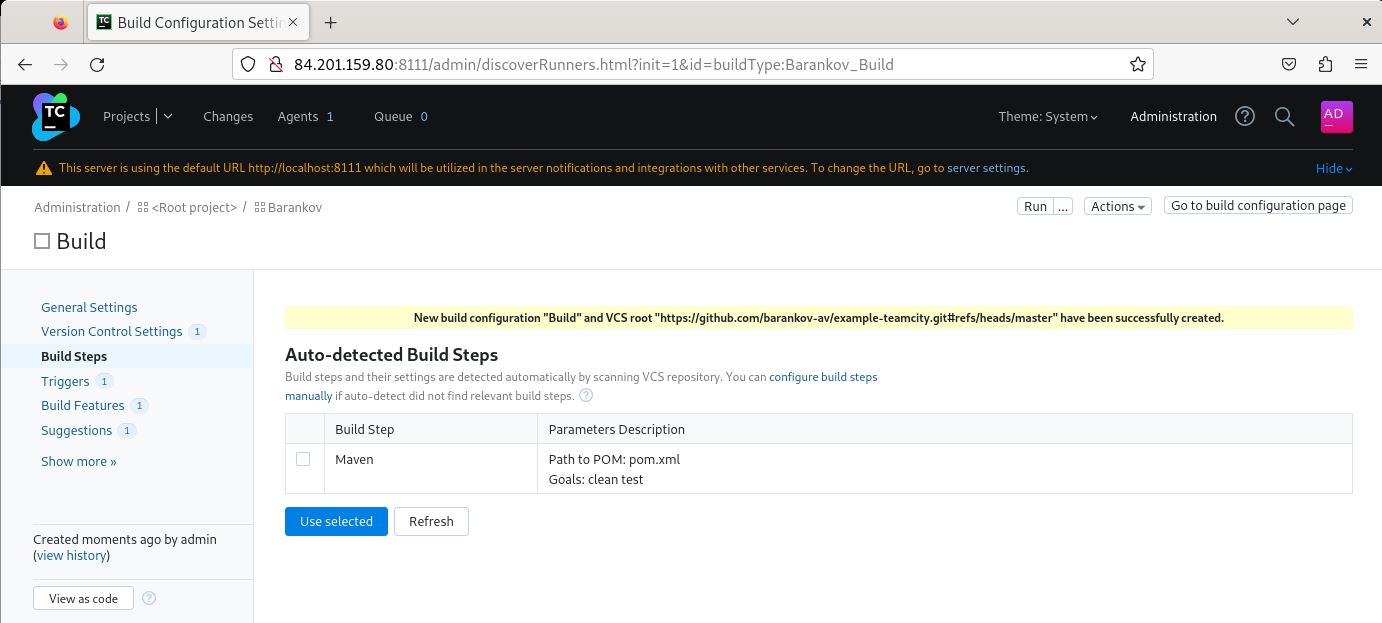 Build Configuration Settin
84.201.159.80:8111/admin/discoverRunners.html?init=1&id=buildType:Barankov_Build
TC
Projects
Changes
Agents 1
Queue 0
Theme: System
Administration
?
AD
This server is using the default URL http://localhost:8111 which will be utilized in the server notifications and integrations with other services. To change the URL, go to server settings.
Hide
Administration / <Root project> / Barankov
Run ...
Actions
Go to build configuration page
Build
General Settings
Version Control Settings 1
Build Steps
Triggers 1
Build Features 1
Suggestions 1
Show more »
Created moments ago by admin
(view history)
View as code ?
New build configuration "Build" and VCS root "https://github.com/barankov-av/example-teamcity.git#refs/heads/master" have been successfully created.
Auto-detected Build Steps
Build steps and their settings are detected automatically by scanning VCS repository. You can configure build steps
manually if auto-detect did not find relevant build steps. ?
Build Step
Parameters Description
Maven
Path to POM: pom.xml
Goals: clean test
Use selected
Refresh